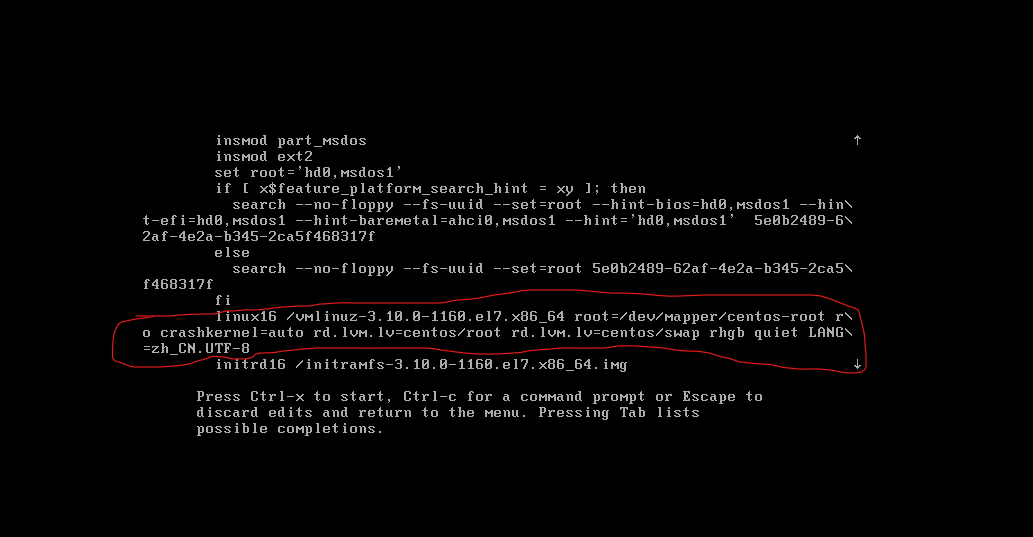 insmod part_msdos
insmod ext2
set root='hd0,msdos1'
if [ x$feature_platform_search_hint = xy ]; then
search --no-floppy --fs-uuid --set=root --hint-bios=hd0,msdos1 --hin\
t-efi=hd0,msdos1 --hint-baremetal=ahci0,msdos1 --hint='hd0,msdos1'  5e0b2489-6\
2af-4e2a-b345-2ca5f468317f
else
search --no-floppy --fs-uuid --set=root 5e0b2489-62af-4e2a-b345-2ca5\
f468317f
fi
linux16 /vmlinuz-3.10.0-1160.el7.x86_64 root=/dev/mapper/centos-root r\
o crashkernel=auto rd.lvm.lv=centos/root rd.lvm.lv=centos/swap rhgb quiet LANG\
=zh_CN.UTF-8
initrd16 /initramfs-3.10.0-1160.el7.x86_64.img
Press Ctrl-x to start, Ctrl-c for a command prompt or Escape to
discard edits and return to the menu. Pressing Tab lists
possible completions.